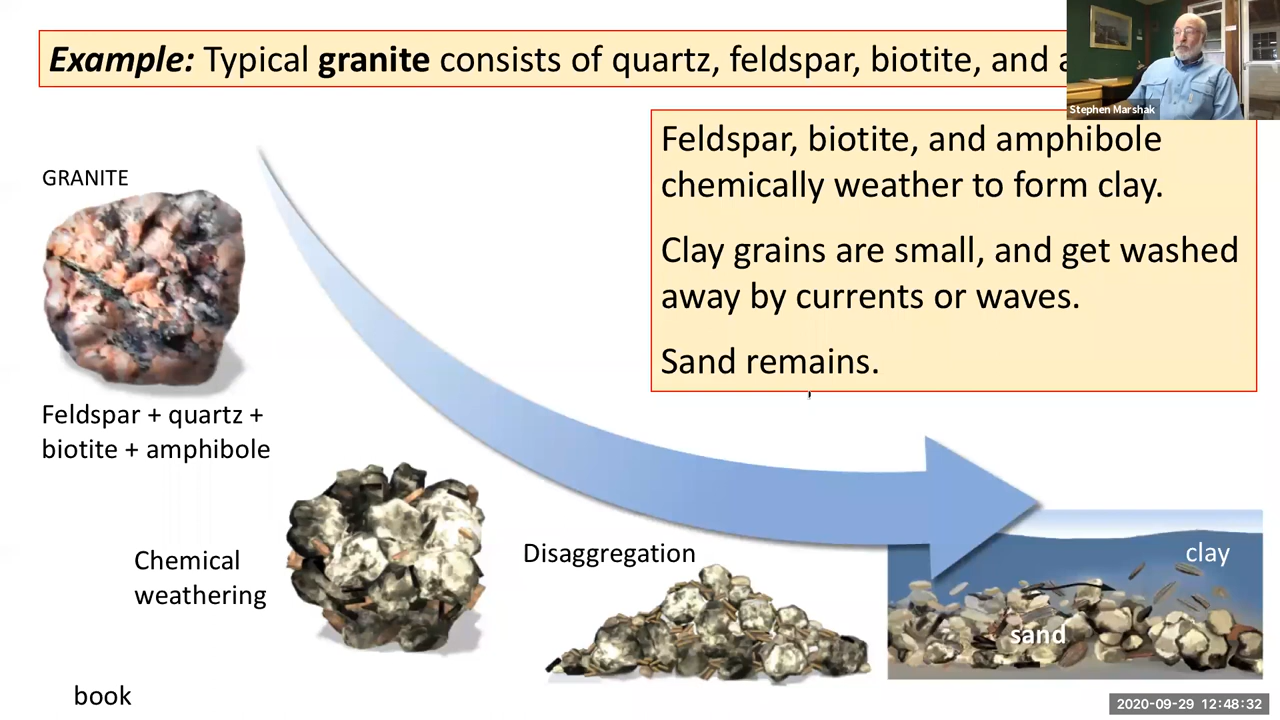 Example: Typical granite consists of quartz, feldspar, biotite, and
Stephen Marshak
Feldspar, biotite, and amphibole
chemically weather to form clay.
Clay grains are small, and get washed
away by currents or waves.
Sand remains.
GRANITE
Feldspar + quartz +
biotite + amphibole
Chemical
weathering
Disaggregation
clay
sand
book
2020-09-29 12:48:32